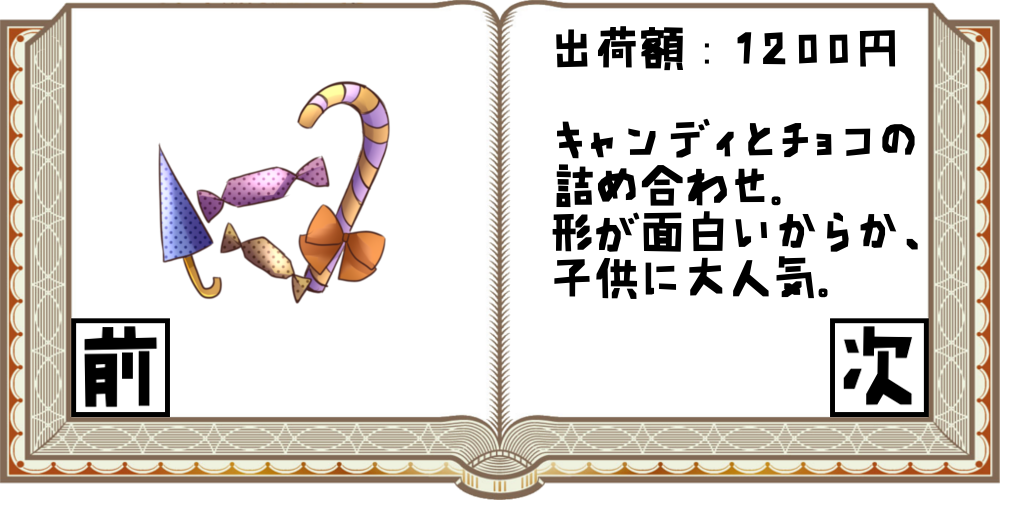 出荷額：1200円
キャンディとチョコの
詰め合わせ。
形が面白いからか、
子供に大人気。
前
次